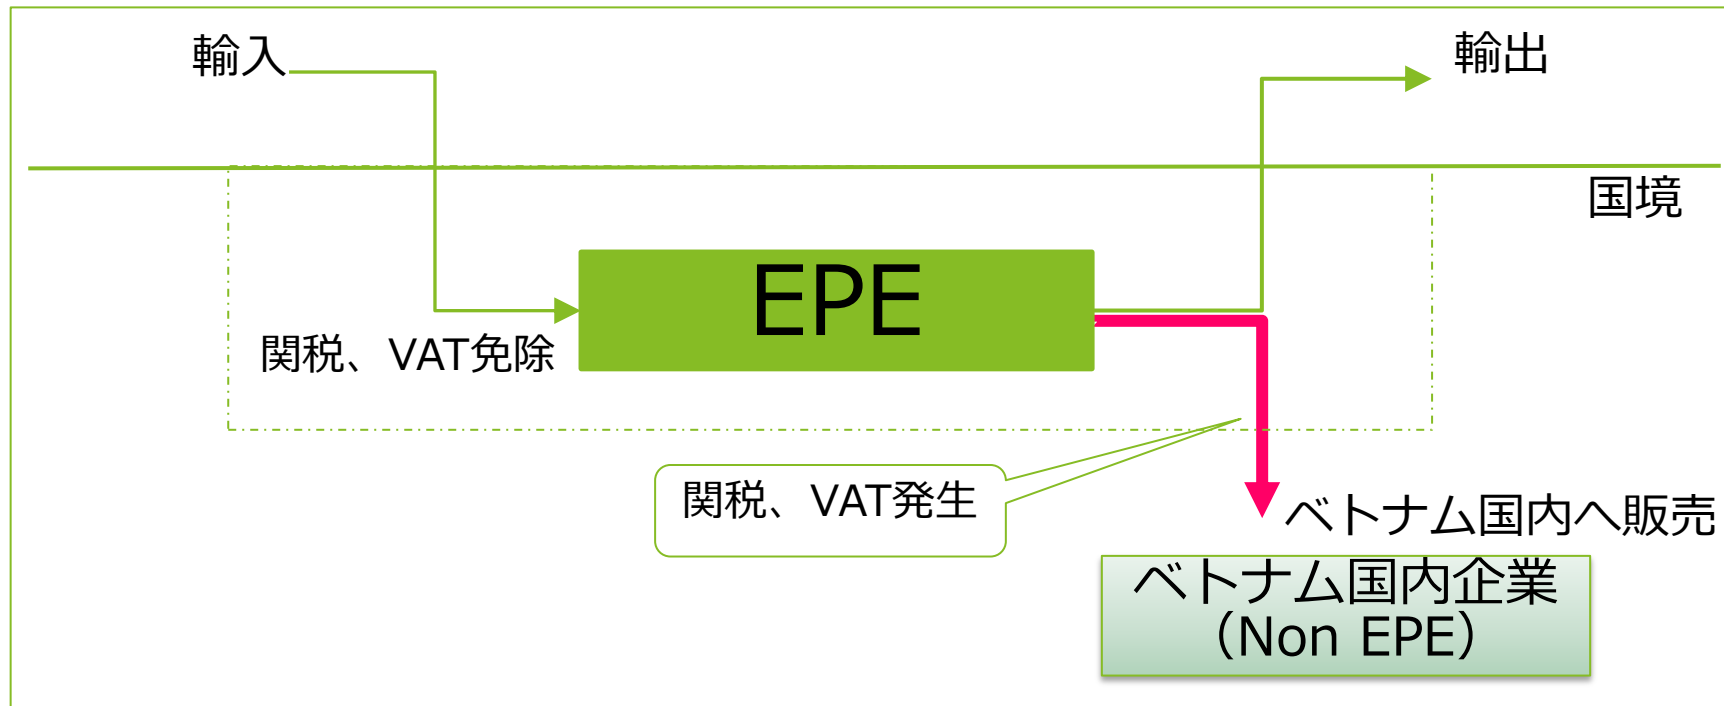 輸入
輸出
国境
EPE
関税、VAT免除
関税、VAT発生
ベトナム国内へ販売
ベトナム国内企業
（Non EPE）